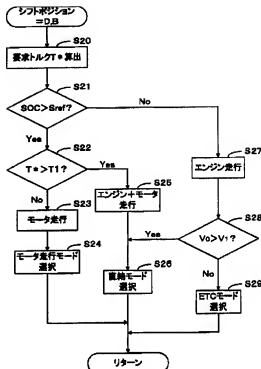 シフトポジション
=D,B
S20
要求トルクT*算出
S21
SOC>Sref?
No
Yes
S22
T*>T1?
Yes
No
S23
モータ走行
S24
モータ走行モード
選択
S25
エンジン+モータ
走行
S26
直結モード
選択
S27
エンジン走行
S28
Vo>V1?
Yes
No
S29
ETCモード
選択
リターン